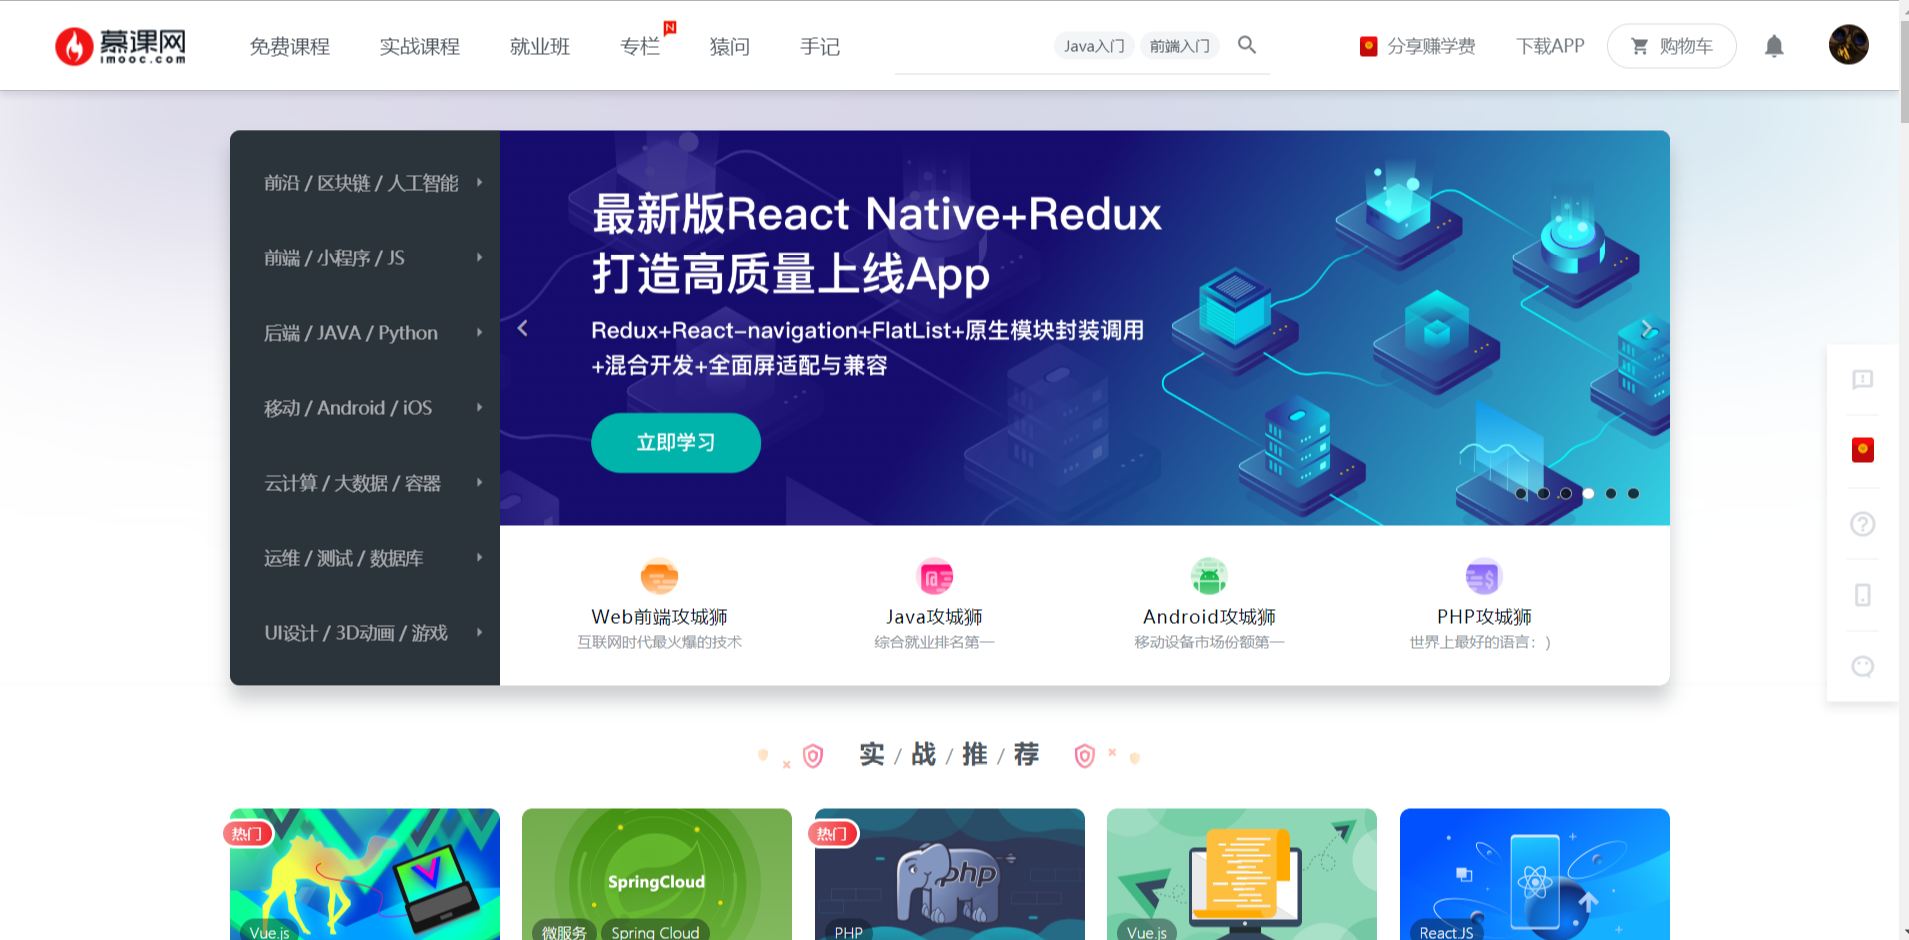 慕课网
imooc.com
免费课程
实战课程
就业班
专栏
N
猿问
手记
Java入门
前端入门
分享赚学费
下载APP
购物车
前沿 / 区块链 / 人工智能
前端 / 小程序 / JS
后端 / JAVA / Python
移动 / Android / iOS
云计算 / 大数据 / 容器
运维 / 测试 / 数据库
UI设计 / 3D动画 / 游戏
最新版React Native+Redux
打造高质量上线App
Redux+React-navigation+FlatList+原生模块封装调用
+混合开发+全面屏适配与兼容
立即学习
Web前端攻城狮
互联网时代最火爆的技术
Java攻城狮
综合就业排名第一
Android攻城狮
移动设备市场份额第一
PHP攻城狮
世界上最好的语言：)
实 / 战 / 推 / 荐
热门
Vue.js
SpringCloud
微服务
Spring Cloud
热门
php
PHP
Vue.js
React.JS